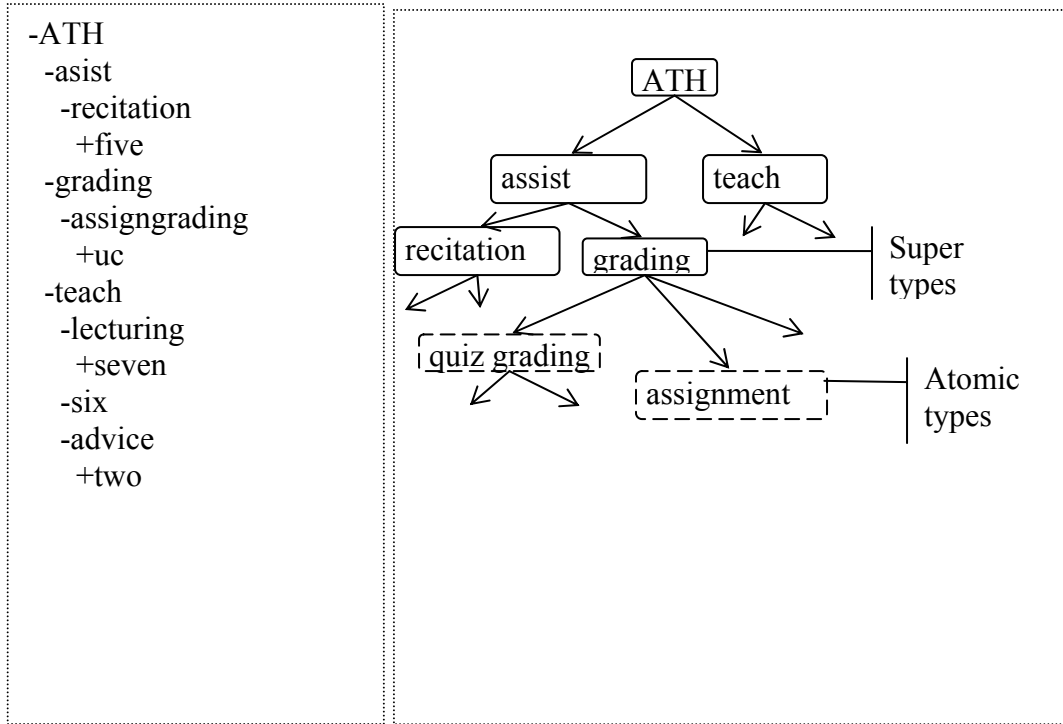 -ATH
-asist
-recitation
+five
-grading
-assigngrading
+uc
-teach
-lecturing
+seven
-six
-advice
+two
ATH
assist
teach
recitation
grading
Super
types
quiz grading
assignment
Atomic
types